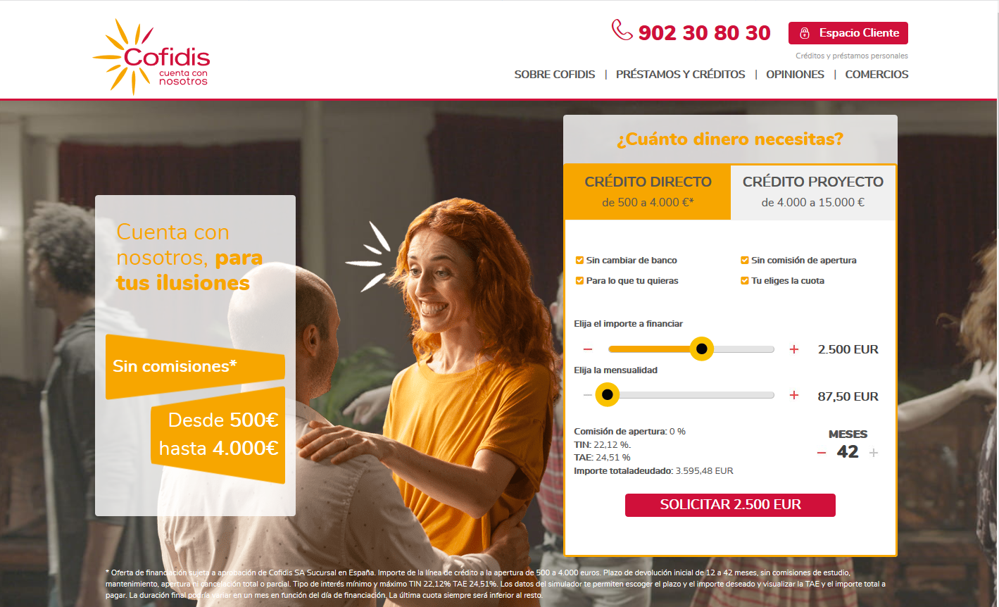 Cofidis
cuenta con
nosotros
902 30 80 30
Espacio Cliente
Créditos y préstamos personales
SOBRE COFIDIS | PRÉSTAMOS Y CRÉDITOS | OPINIONES | COMERCIOS
¿Cuánto dinero necesitas?
CRÉDITO DIRECTO
de 500 a 4.000 €*
CRÉDITO PROYECTO
de 4.000 a 15.000 €
Cuenta con
nosotros, para
tus ilusiones
Sin comisiones*
Desde 500€
hasta 4.000€
Sin cambiar de banco
Sin comisión de apertura
Para lo que tu quieras
Tu eliges la cuota
Elija el importe a financiar
− + 2.500 EUR
Elija la mensualidad
− + 87,50 EUR
Comisión de apertura: 0 %
TIN: 22,12 %.
TAE: 24,51 %
Importe totaladeudado: 3.595,48 EUR
MESES
− 42 +
SOLICITAR 2.500 EUR
* Oferta de financiación sujeta a aprobación de Cofidis SA Sucursal en España. Importe de la línea de crédito a la apertura de 500 a 4.000 euros. Plazo de devolución inicial de 12 a 42 meses, sin comisiones de estudio,
mantenimiento, apertura ni cancelación total o parcial. Tipo de interés mínimo y máximo TIN 22,12% TAE 24,51%. Los datos del simulador te permiten escoger el plazo y el importe deseado y visualizar la TAE y el importe total a
pagar. La duración final podría variar en un mes en función del día de financiación. La última cuota siempre será inferior al resto.